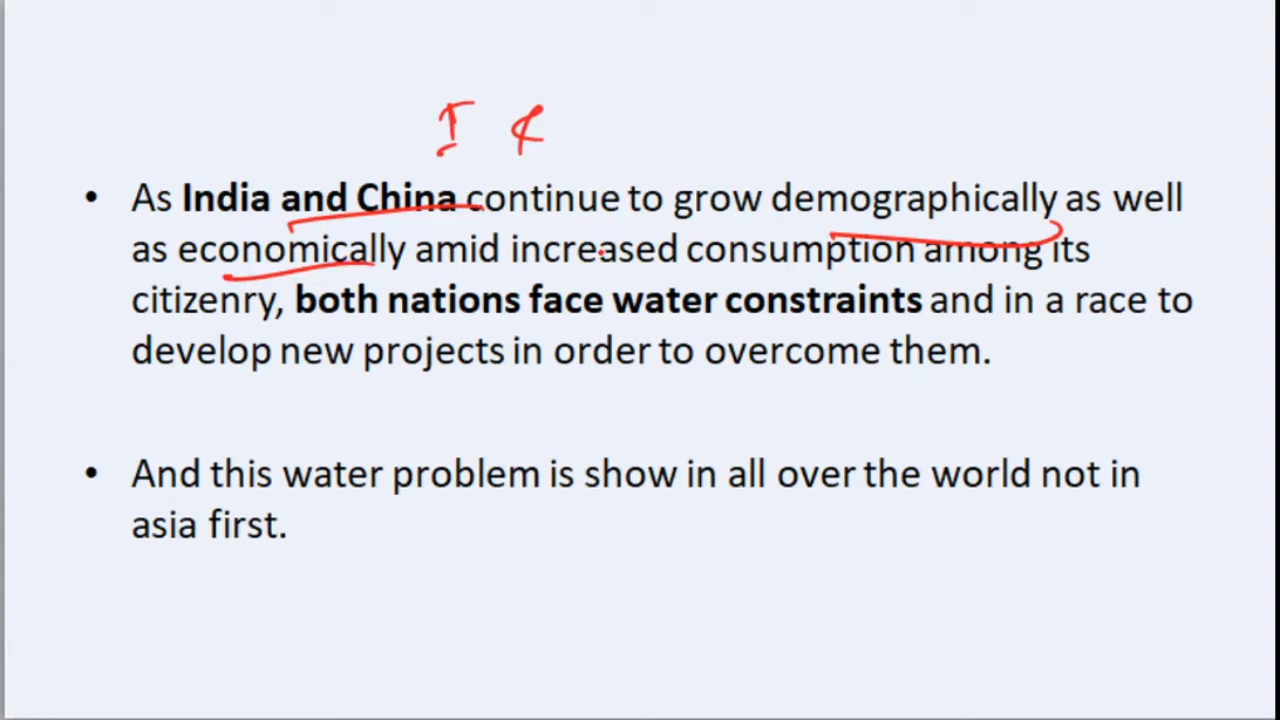 I
• As India and China continue to grow demographically as well
as economically amid increased consumption among its
citizenry, both nations face water constraints and in a race to
develop new projects in order to overcome them.
• And this water problem is show in all over the world not in
asia first.